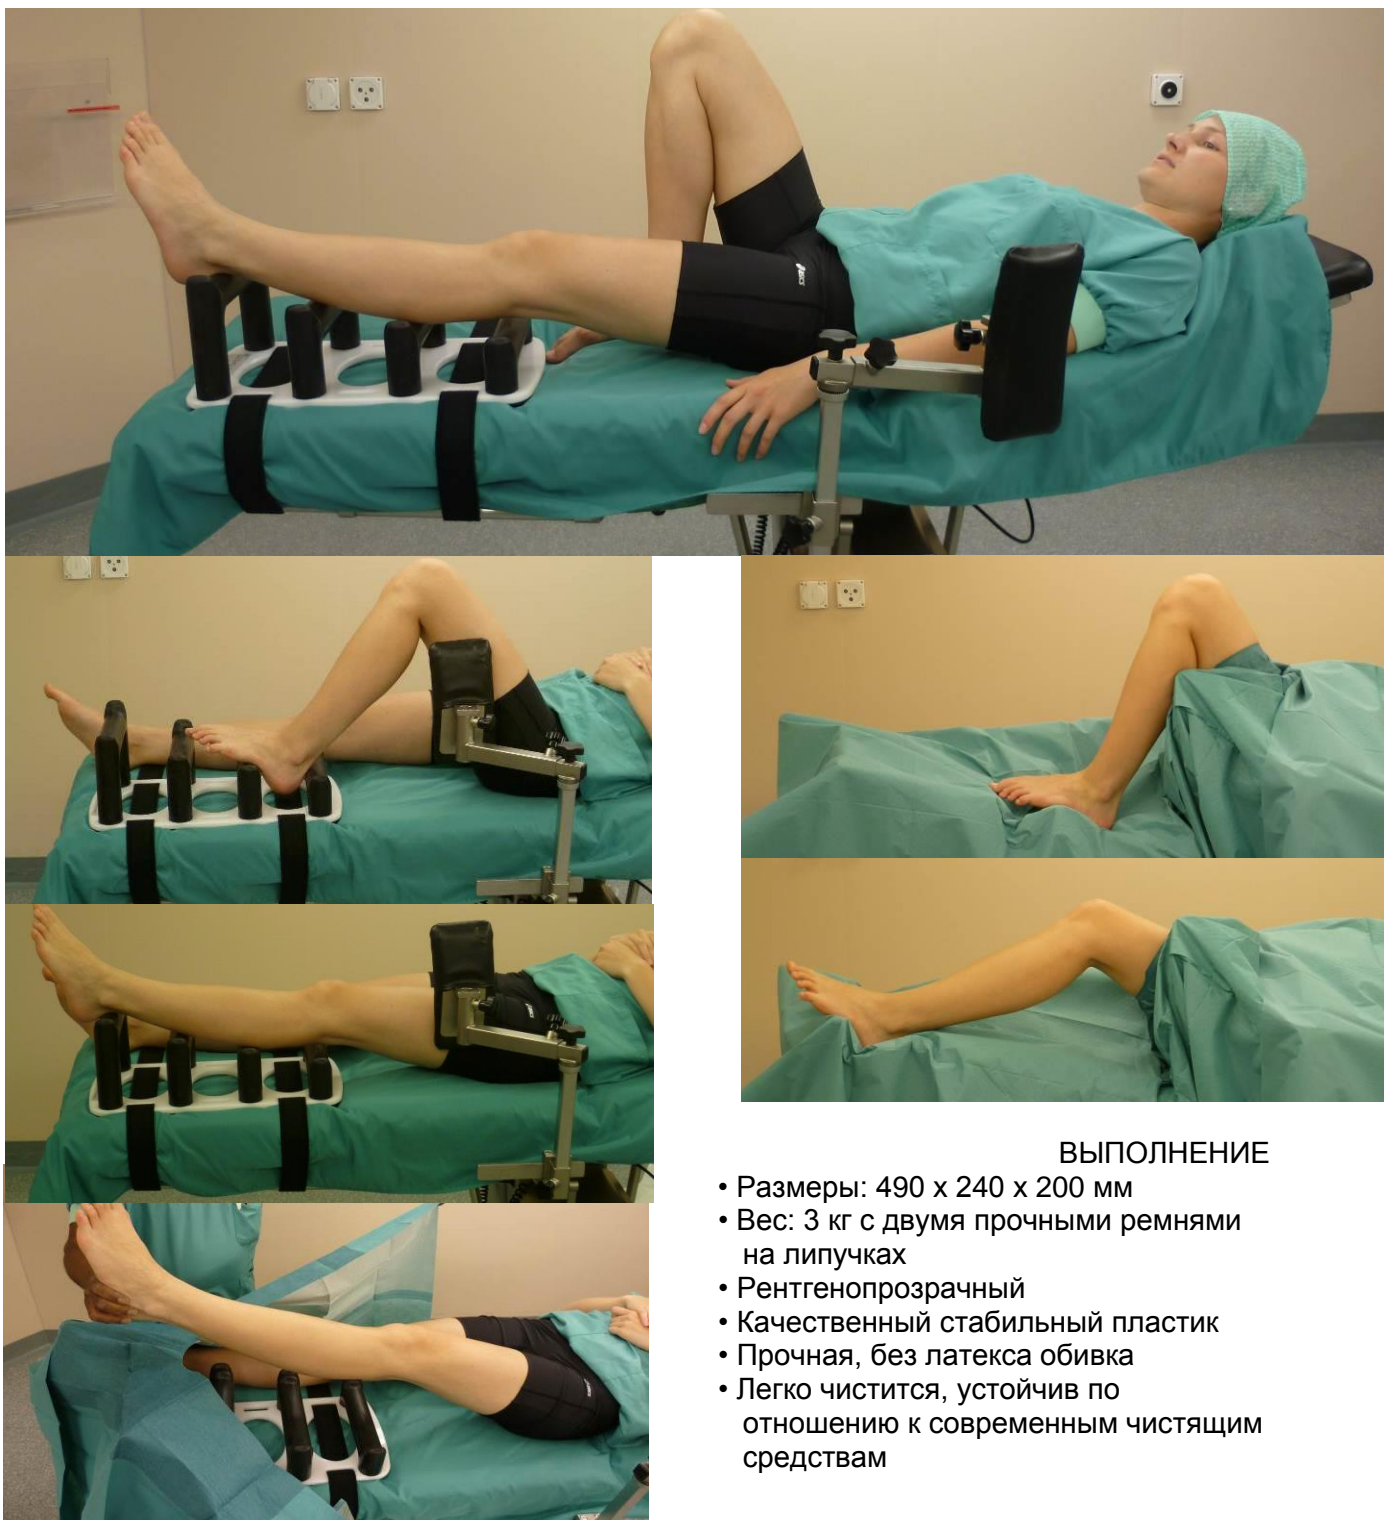 ВЫПОЛНЕНИЕ
• Размеры: 490 x 240 x 200 мм
• Вес: 3 кг с двумя прочными ремнями
на липучках
• Рентгенопрозрачный
• Качественный стабильный пластик
• Прочная, без латекса обивка
• Легко чистится, устойчив по
отношению к современным чистящим
средствам